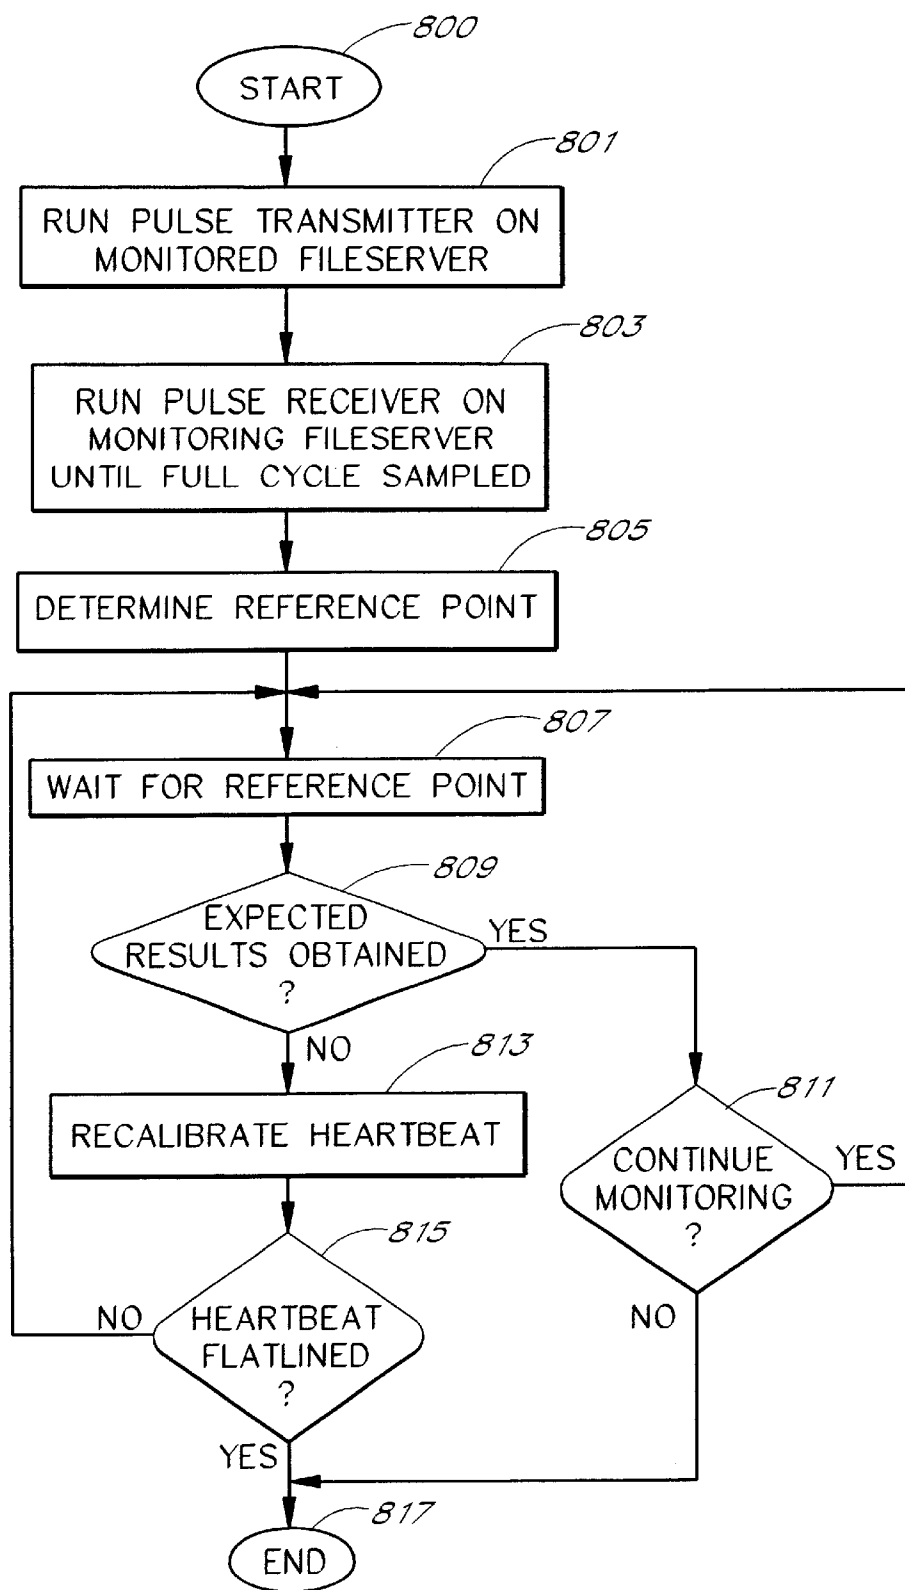 800
START
801
RUN PULSE TRANSMITTER ON
MONITORED FILESERVER
803
RUN PULSE RECEIVER ON
MONITORING FILESERVER
UNTIL FULL CYCLE SAMPLED
805
DETERMINE REFERENCE POINT
807
WAIT FOR REFERENCE POINT
809
EXPECTED
RESULTS OBTAINED
?
YES
NO
813
RECALIBRATE HEARTBEAT
811
CONTINUE
MONITORING
?
YES
NO
815
HEARTBEAT
FLATLINED
?
NO
YES
817
END